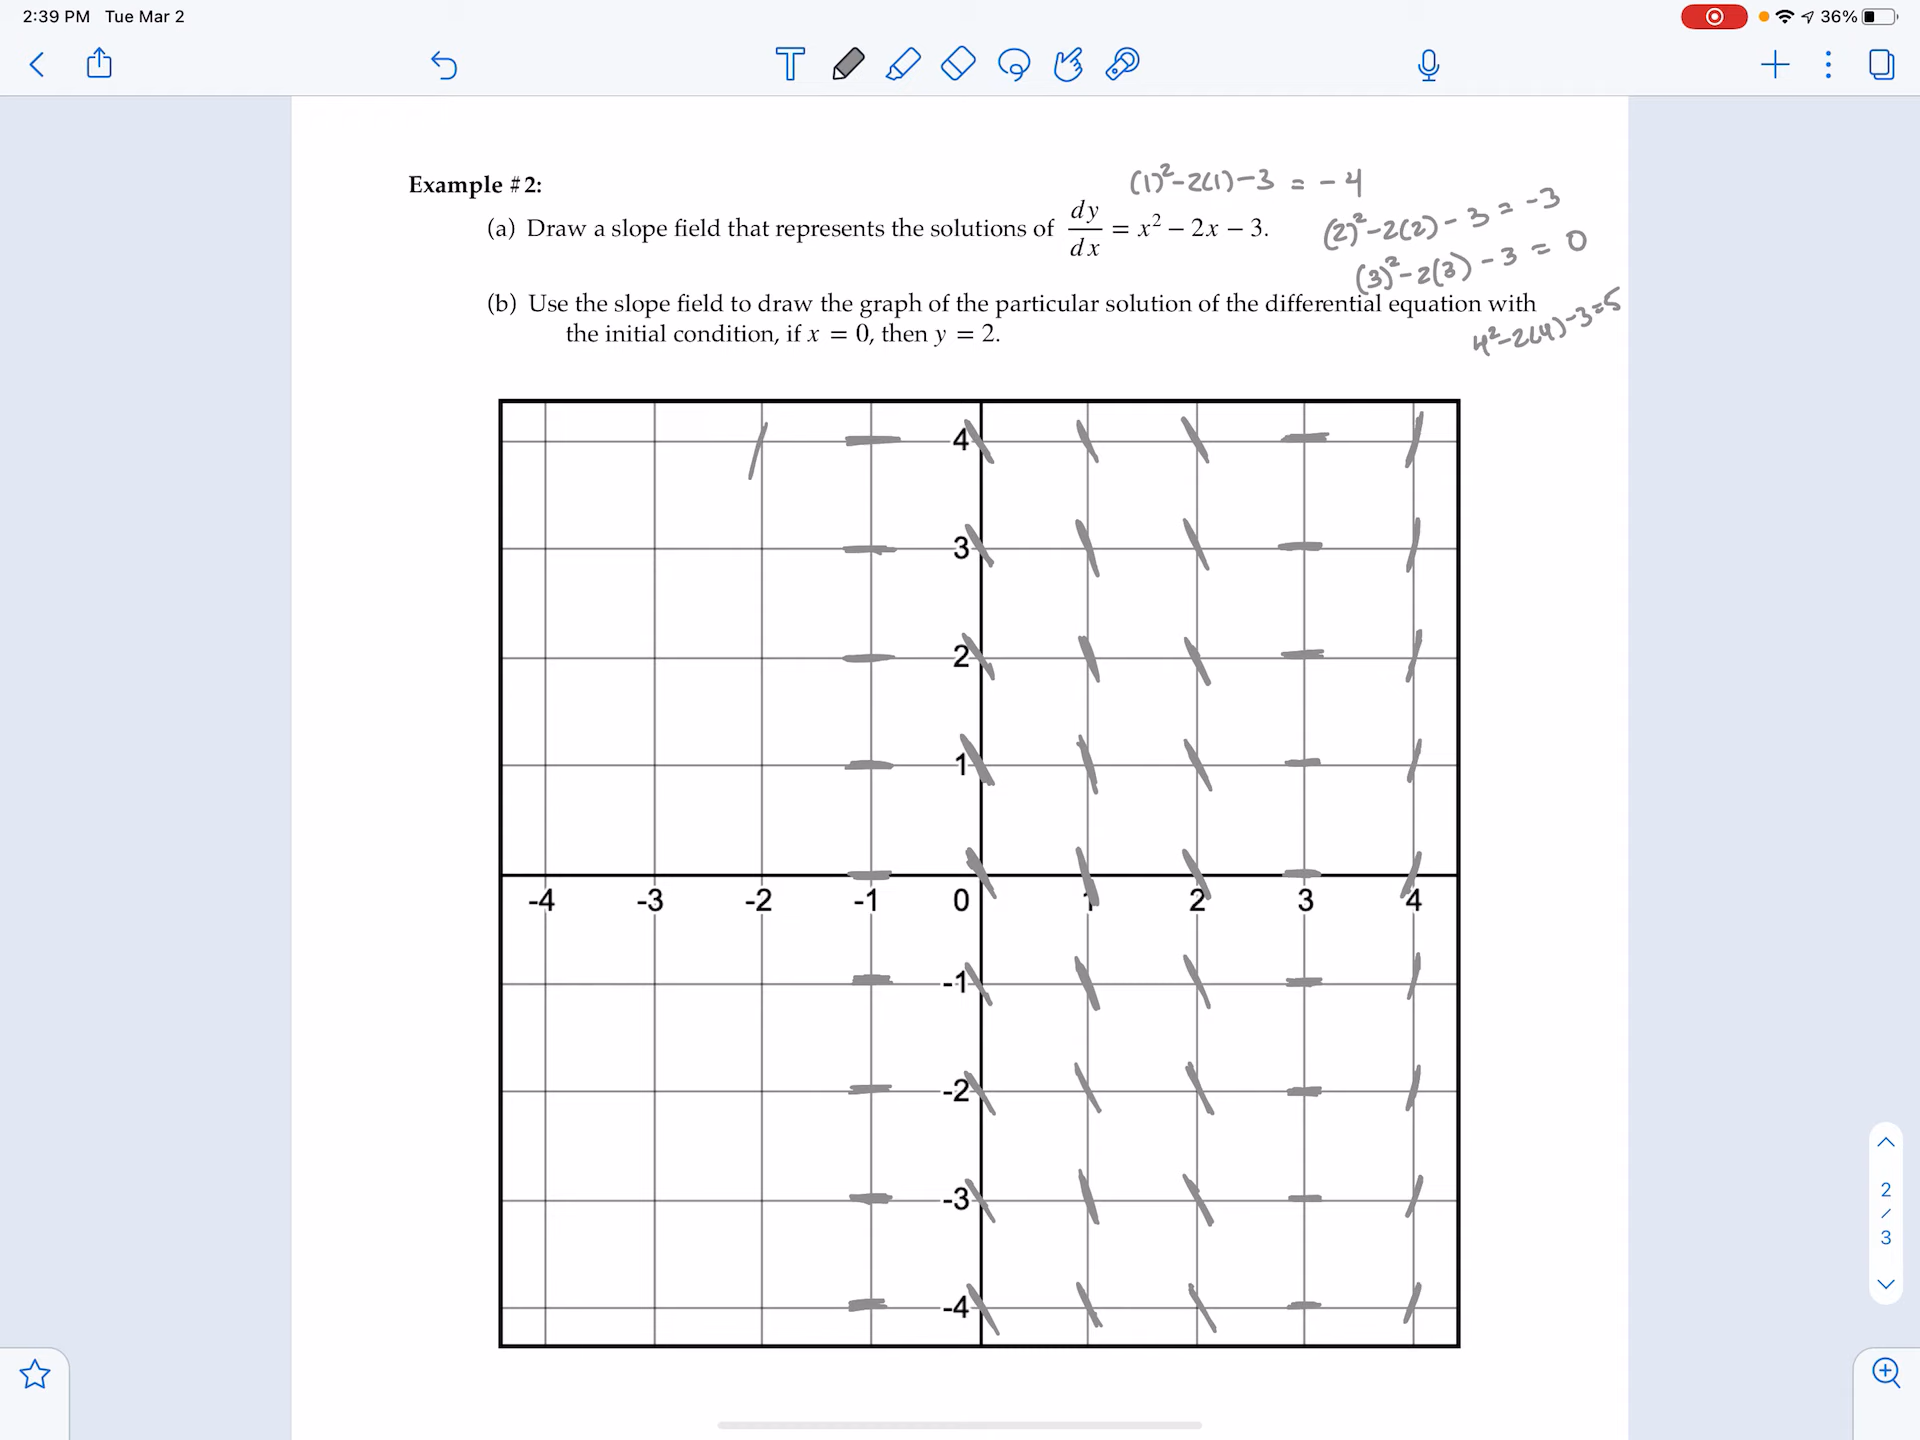 2:39 PM Tue Mar 2
36%
T
Example #2:
(1)²-2(1)-3 = -4
(a) Draw a slope field that represents the solutions of dy/dx = x² − 2x − 3.
(2)²-2(2)-3 = -3
(3)²-2(3)-3 = 0
(b) Use the slope field to draw the graph of the particular solution of the differential equation with
the initial condition, if x = 0, then y = 2.
4²-2(4)-3=5
4
3
2
1
-4 -3 -2 -1 0 1 2 3 4
-1
-2
-3
-4
2
/
3